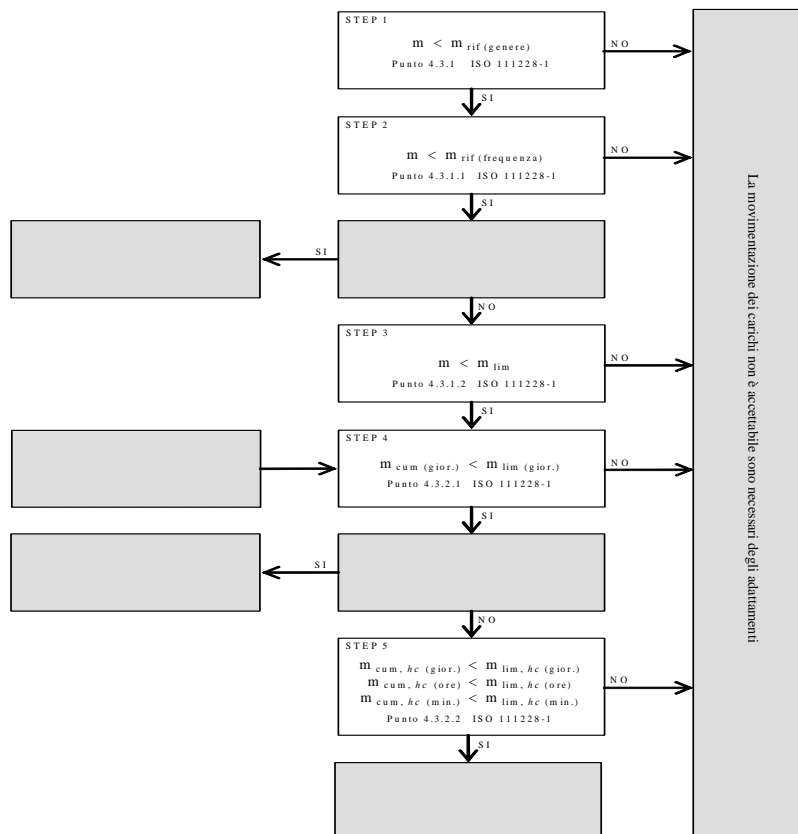 STEP 1
m < m rif (genere)
Punto 4.3.1 ISO 111228-1
NO
SI
STEP 2
m < m rif (frequenza)
Punto 4.3.1.1 ISO 111228-1
NO
SI
SI
NO
STEP 3
m < m lim
Punto 4.3.1.2 ISO 111228-1
NO
SI
STEP 4
m cum (gior.) < m lim (gior.)
Punto 4.3.2.1 ISO 111228-1
NO
SI
SI
NO
STEP 5
m cum, hc (gior.) < m lim, hc (gior.)
m cum, hc (ore) < m lim, hc (ore)
m cum, hc (min.) < m lim, hc (min.)
Punto 4.3.2.2 ISO 111228-1
NO
SI
La movimentazione dei carichi non è accettabile sono necessari degli adattamenti